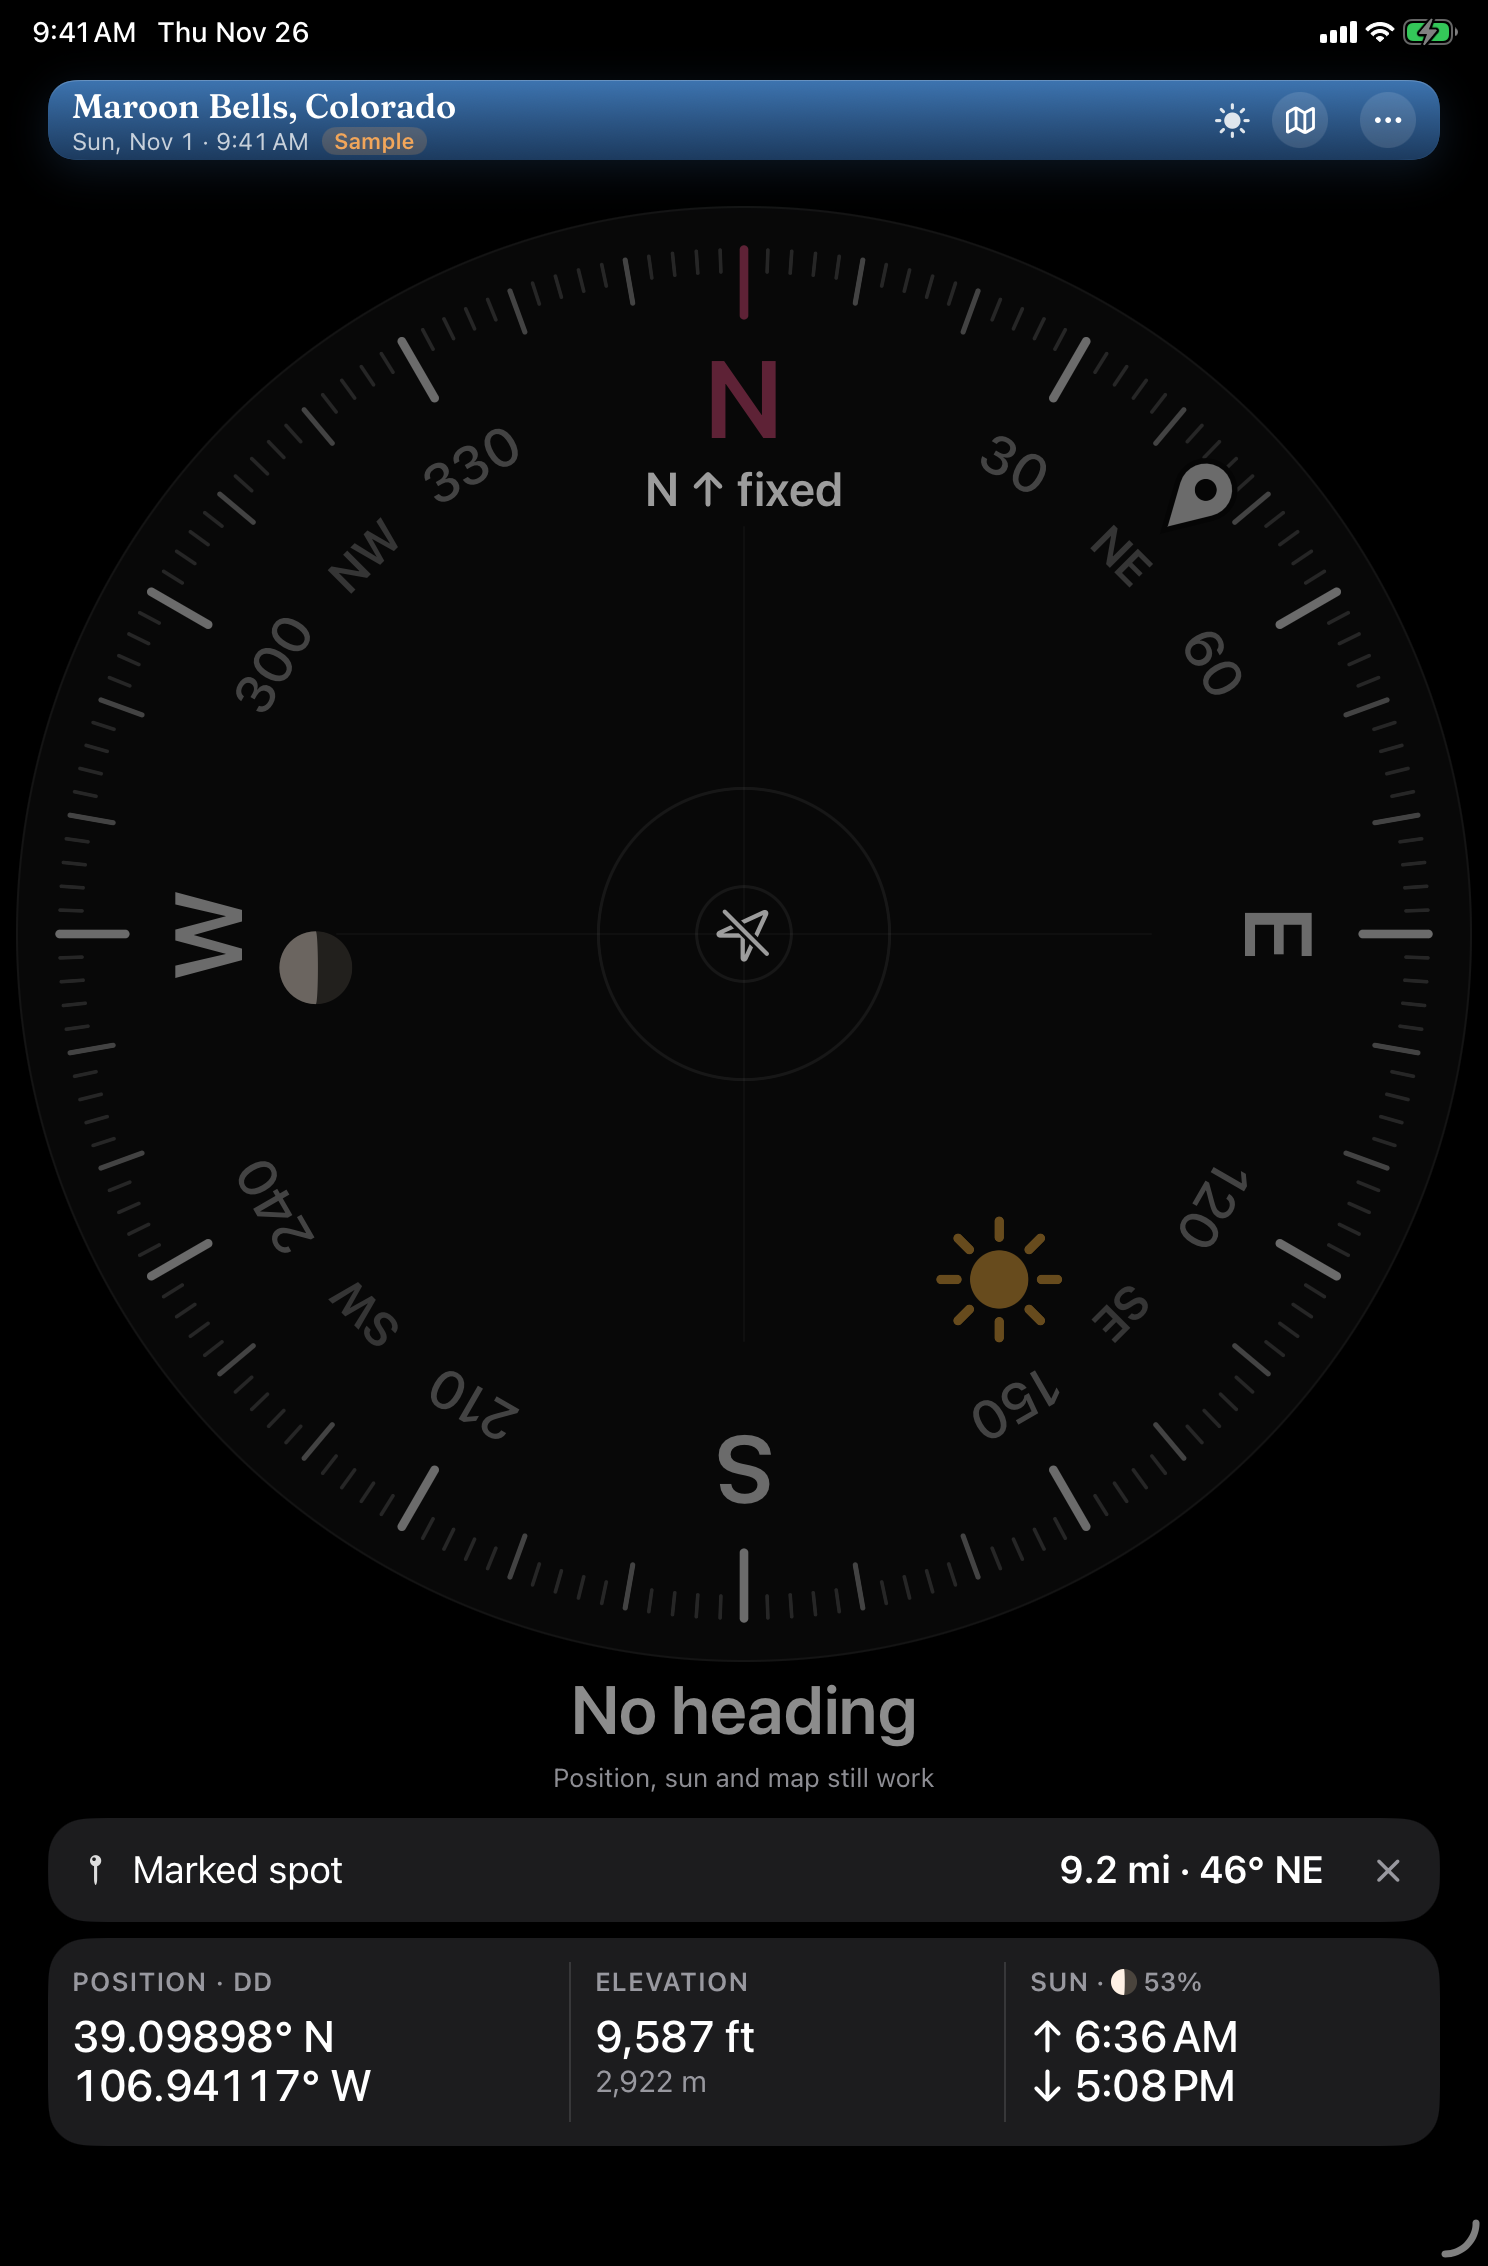 9:41 AM Thu Nov 26
Maroon Bells, Colorado
Sun, Nov 1 · 9:41 AM Sample
N
N ↑ fixed
330
30
NW
NE
300
60
W
E
240
120
SW
SE
210
150
S
No heading
Position, sun and map still work
Marked spot 9.2 mi · 46° NE
POSITION · DD
39.09898° N
106.94117° W
ELEVATION
9,587 ft
2,922 m
SUN · 53%
↑ 6:36 AM
↓ 5:08 PM